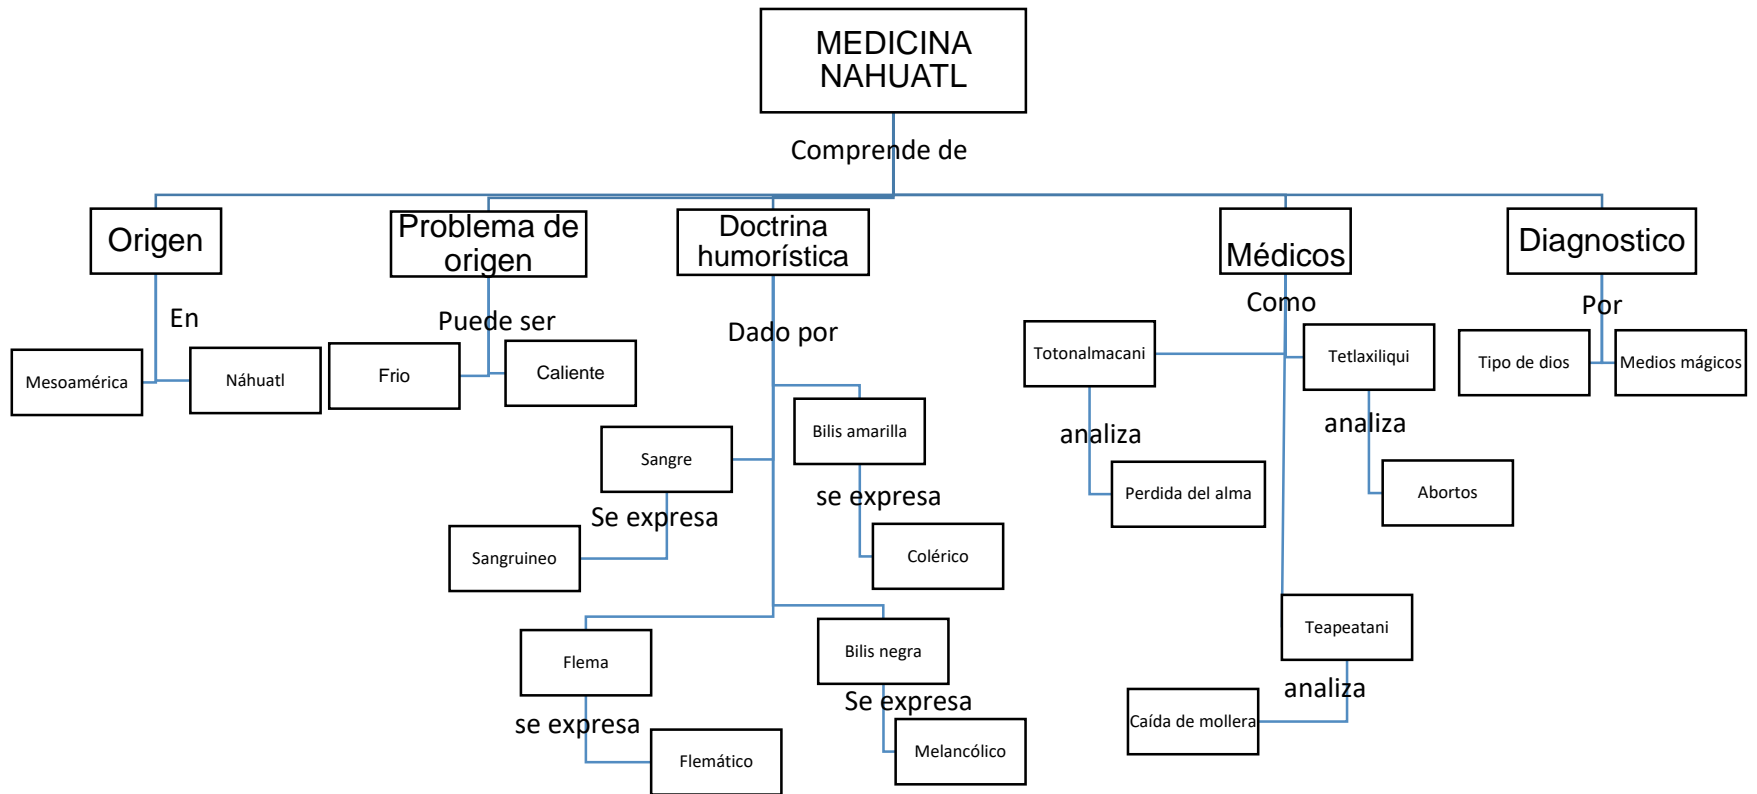 MEDICINA
NAHUATL
Comprende de
Origen
Problema de
origen
Doctrina
humorística
Médicos
Diagnostico
En
Puede ser
Dado por
Como
Por
Mesoamérica
Náhuatl
Frio
Caliente
Totonalmacani
Tetlaxiliqui
Tipo de dios
Medios mágicos
Sangre
Bilis amarilla
analiza
analiza
Se expresa
se expresa
Perdida del alma
Abortos
Sangruineo
Colérico
Flema
Bilis negra
Teapeatani
se expresa
Se expresa
analiza
Flemático
Melancólico
Caída de mollera